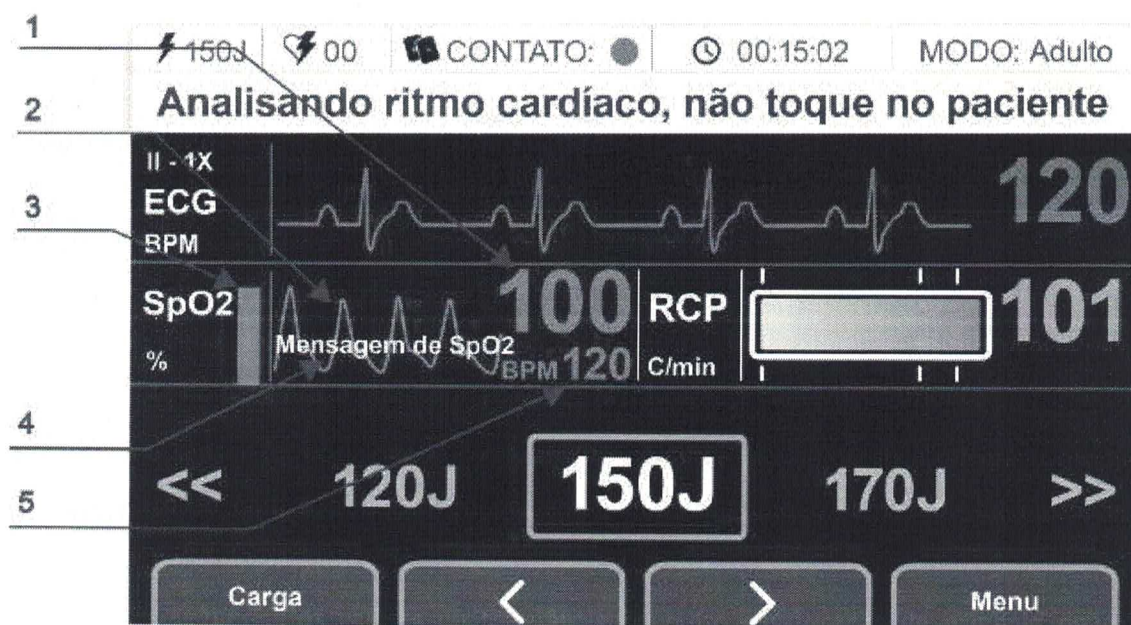 1
150J 00 CONTATO: 00:15:02 MODO: Adulto
2
Analisando ritmo cardíaco, não toque no paciente
II - 1X
ECG
BPM
120
3
SpO2
%
Mensagem de SpO2
100
BPM 120
RCP
C/min
101
4
5
<< 120J 150J 170J >>
Carga < > Menu